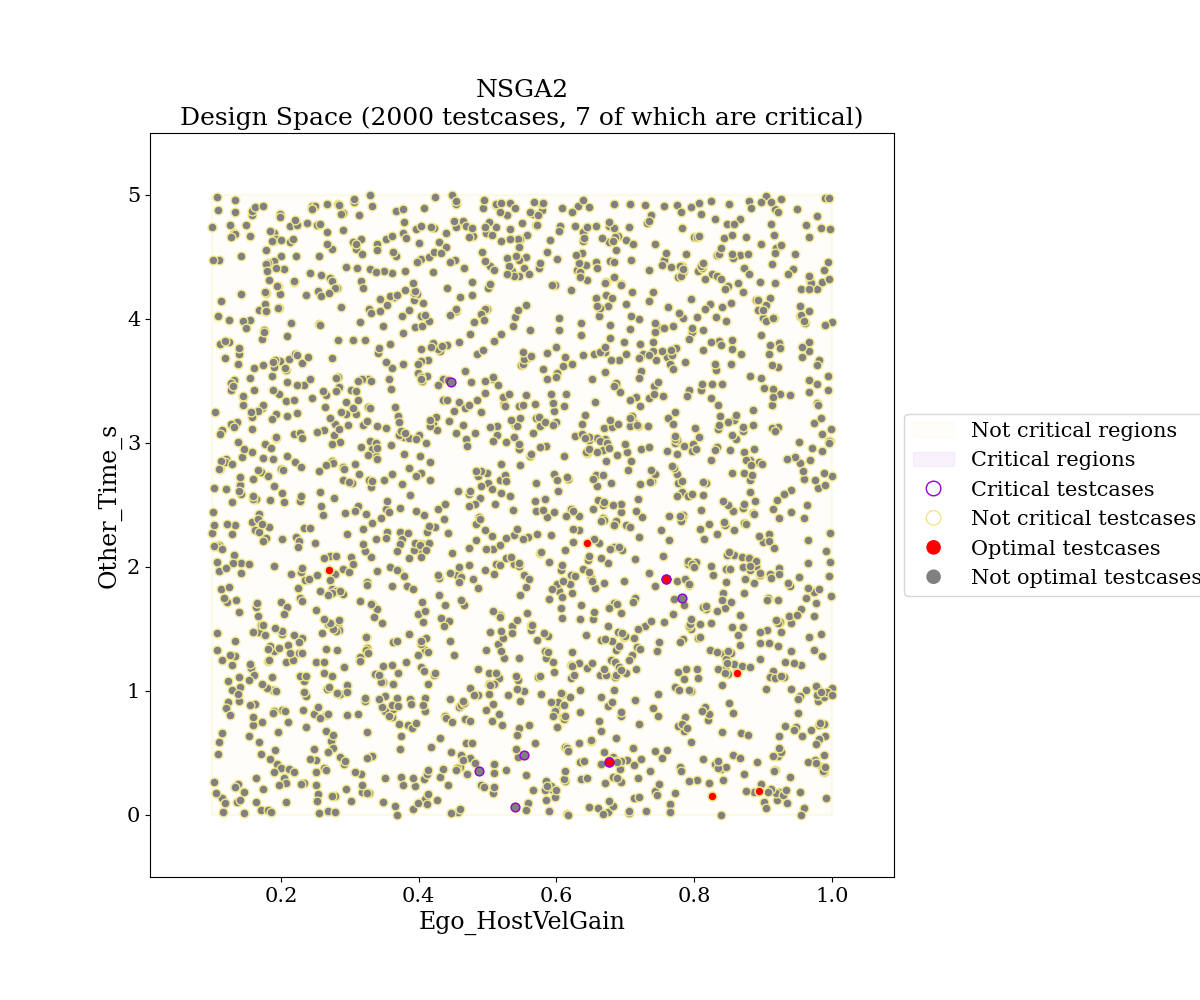 NSGA2
Design Space (2000 testcases, 7 of which are critical)
Other_Time_s
5
4
3
2
1
0
0.2
0.4
0.6
0.8
1.0
Ego_HostVelGain
Not critical regions
Critical regions
Critical testcases
Not critical testcases
Optimal testcases
Not optimal testcases